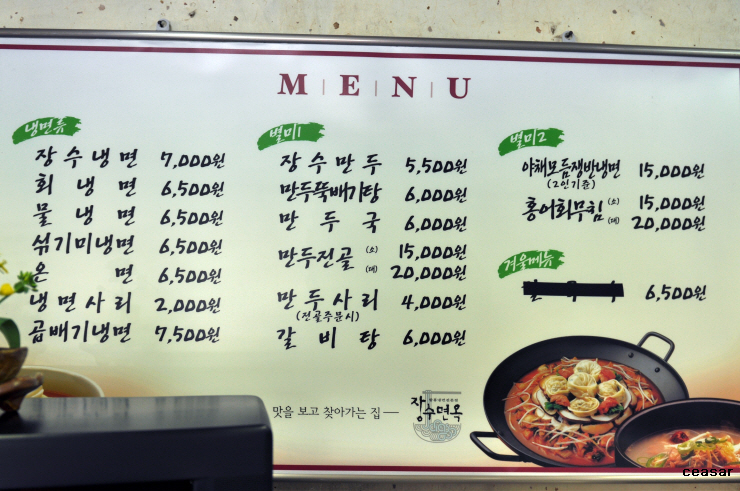 M | E | N | U
냉면류
장수냉면 7,000원
회냉면 6,500원
물냉면 6,500원
섞기미냉면 6,500원
온면 6,500원
냉면사리 2,000원
곱배기냉면 7,500원
별미1
장수만두 5,500원
만두뚝배기탕 6,000원
만두국 6,000원
만두전골 (소) 15,000원
(대) 20,000원
만두사리 4,000원
(전골주문시)
갈비탕 6,000원
별미2
야채모듬쟁반냉면 15,000원
(2인기준)
홍어회무침 (소) 15,000원
(대) 20,000원
겨울메뉴
6,500원
맛을 보고 찾아가는 집
장수면옥
ceasar